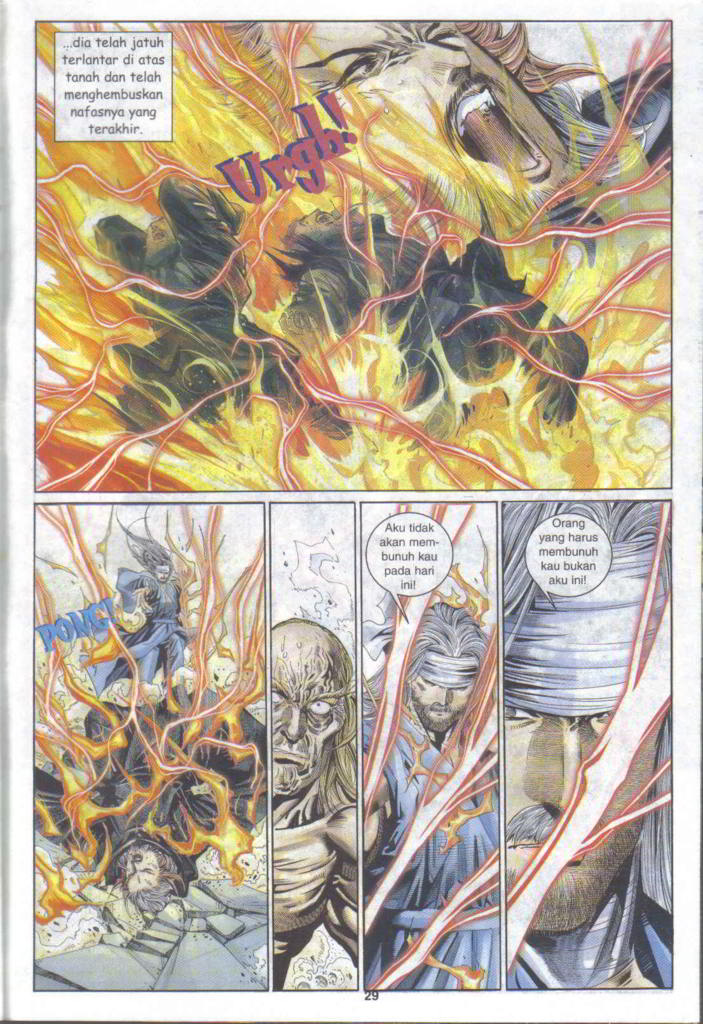 ...dia telah jatuh
terlantar di atas
tanah dan telah
menghembuskan
nafasnya yang
terakhir.
Urgh!
PONG!
Aku tidak
akan mem-
bunuh kau
pada hari
ini!
Orang
yang harus
membunuh
kau bukan
aku ini!
29